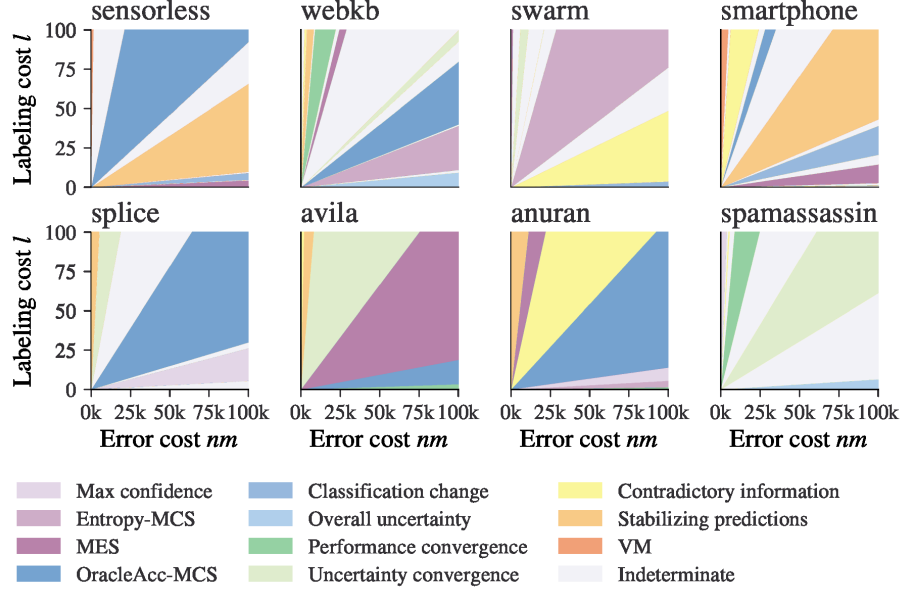 sensorless webkb swarm smartphone
Labeling cost l
100
75
50
25
0
splice avila anuran spamassassin
Labeling cost l
100
75
50
25
0
0k 25k 50k 75k 100k 0k 25k 50k 75k 100k 0k 25k 50k 75k 100k 0k 25k 50k 75k 100k
Error cost nm Error cost nm Error cost nm Error cost nm
Max confidence Classification change Contradictory information
Entropy-MCS Overall uncertainty Stabilizing predictions
MES Performance convergence VM
OracleAcc-MCS Uncertainty convergence Indeterminate